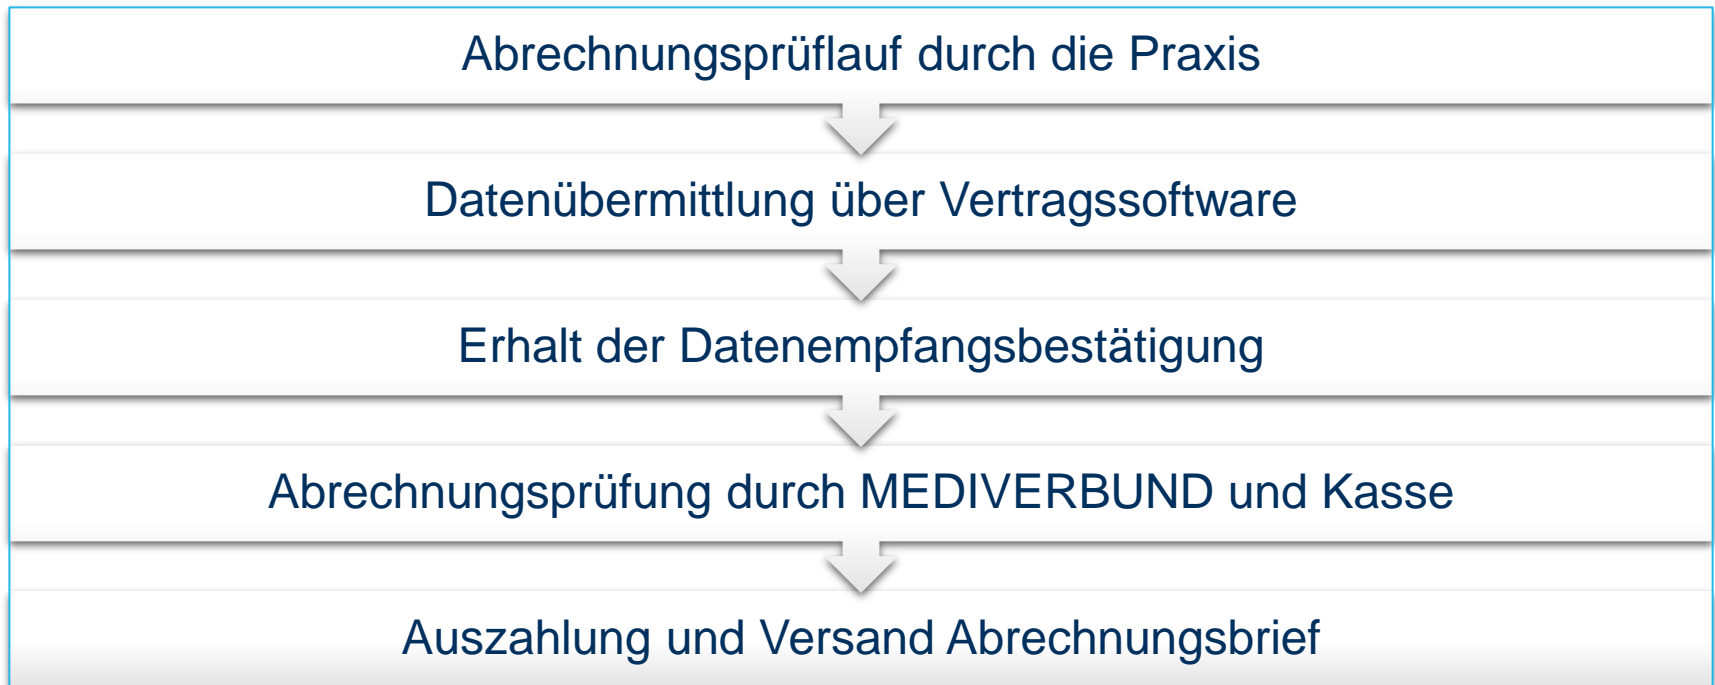 Abrechnungsprüflauf durch die Praxis
Datenübermittlung über Vertragssoftware
Erhalt der Datenempfangsbestätigung
Abrechnungsprüfung durch MEDIVERBUND und Kasse
Auszahlung und Versand Abrechnungsbrief